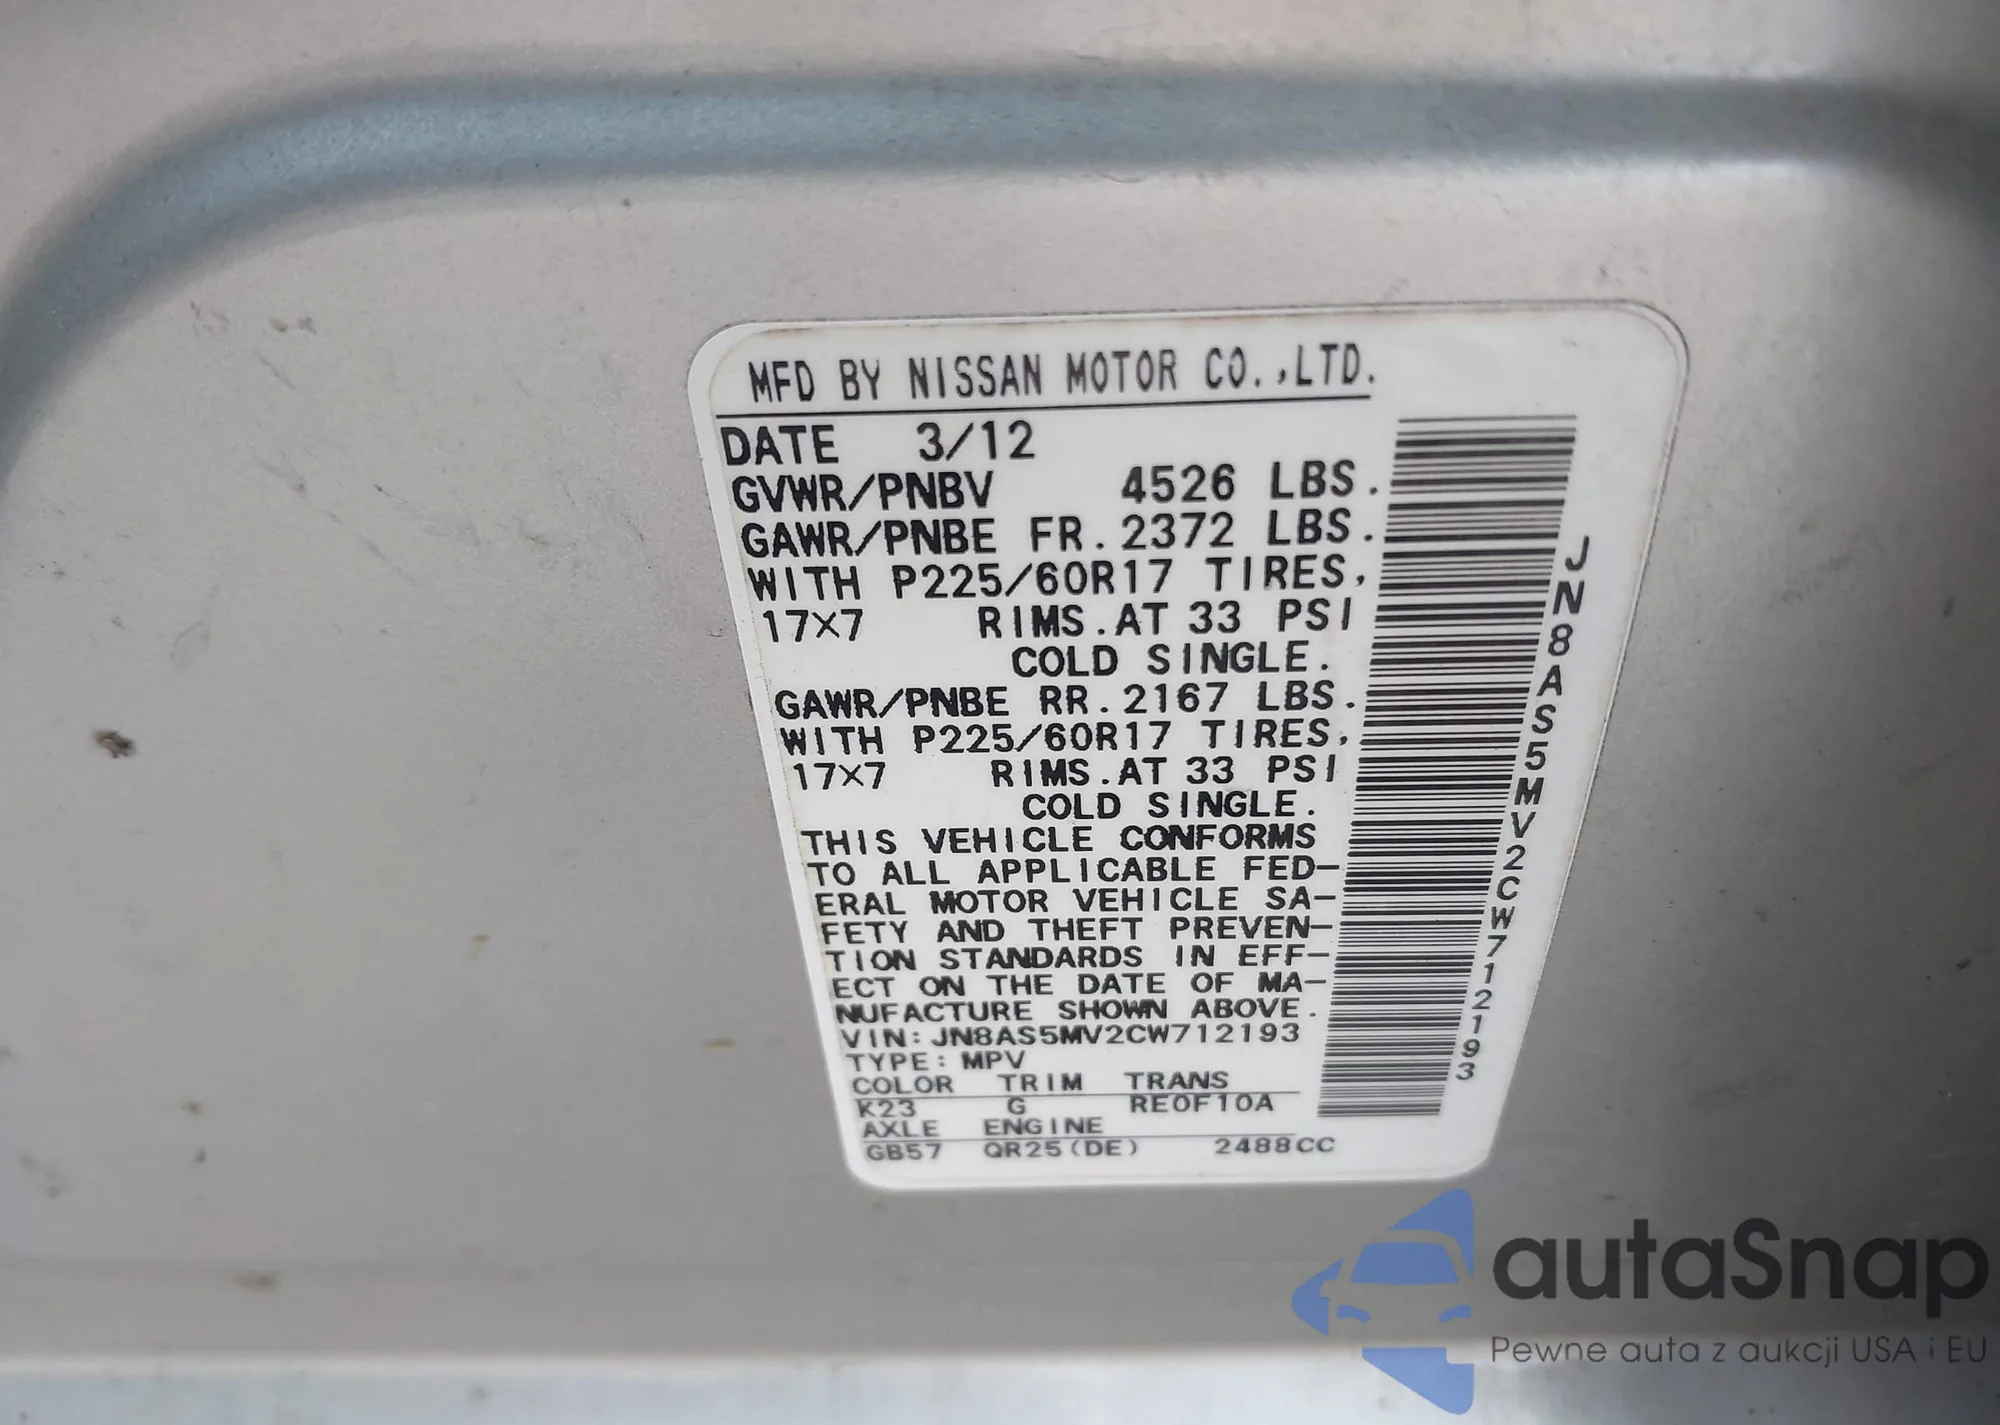 MFD BY NISSAN MOTOR CO.,LTD.
DATE 3/12
GVWR/PNBV 4526 LBS.
GAWR/PNBE FR.2372 LBS.
WITH P225/60R17 TIRES,
17X7 RIMS.AT 33 PSI
COLD SINGLE.
GAWR/PNBE RR.2167 LBS.
WITH P225/60R17 TIRES,
17X7 RIMS.AT 33 PSI
COLD SINGLE.
THIS VEHICLE CONFORMS
TO ALL APPLICABLE FED-
ERAL MOTOR VEHICLE SA-
FETY AND THEFT PREVEN-
TION STANDARDS IN EFF-
ECT ON THE DATE OF MA-
NUFACTURE SHOWN ABOVE.
VIN:JN8AS5MV2CW712193
TYPE:MPV
COLOR TRIM TRANS
K23 G RE0F10A
AXLE ENGINE
GB57 QR25(DE) 2488CC
JN8AS5MV2CW712193
autaSnap
Pewne auta z aukcji USA i EU